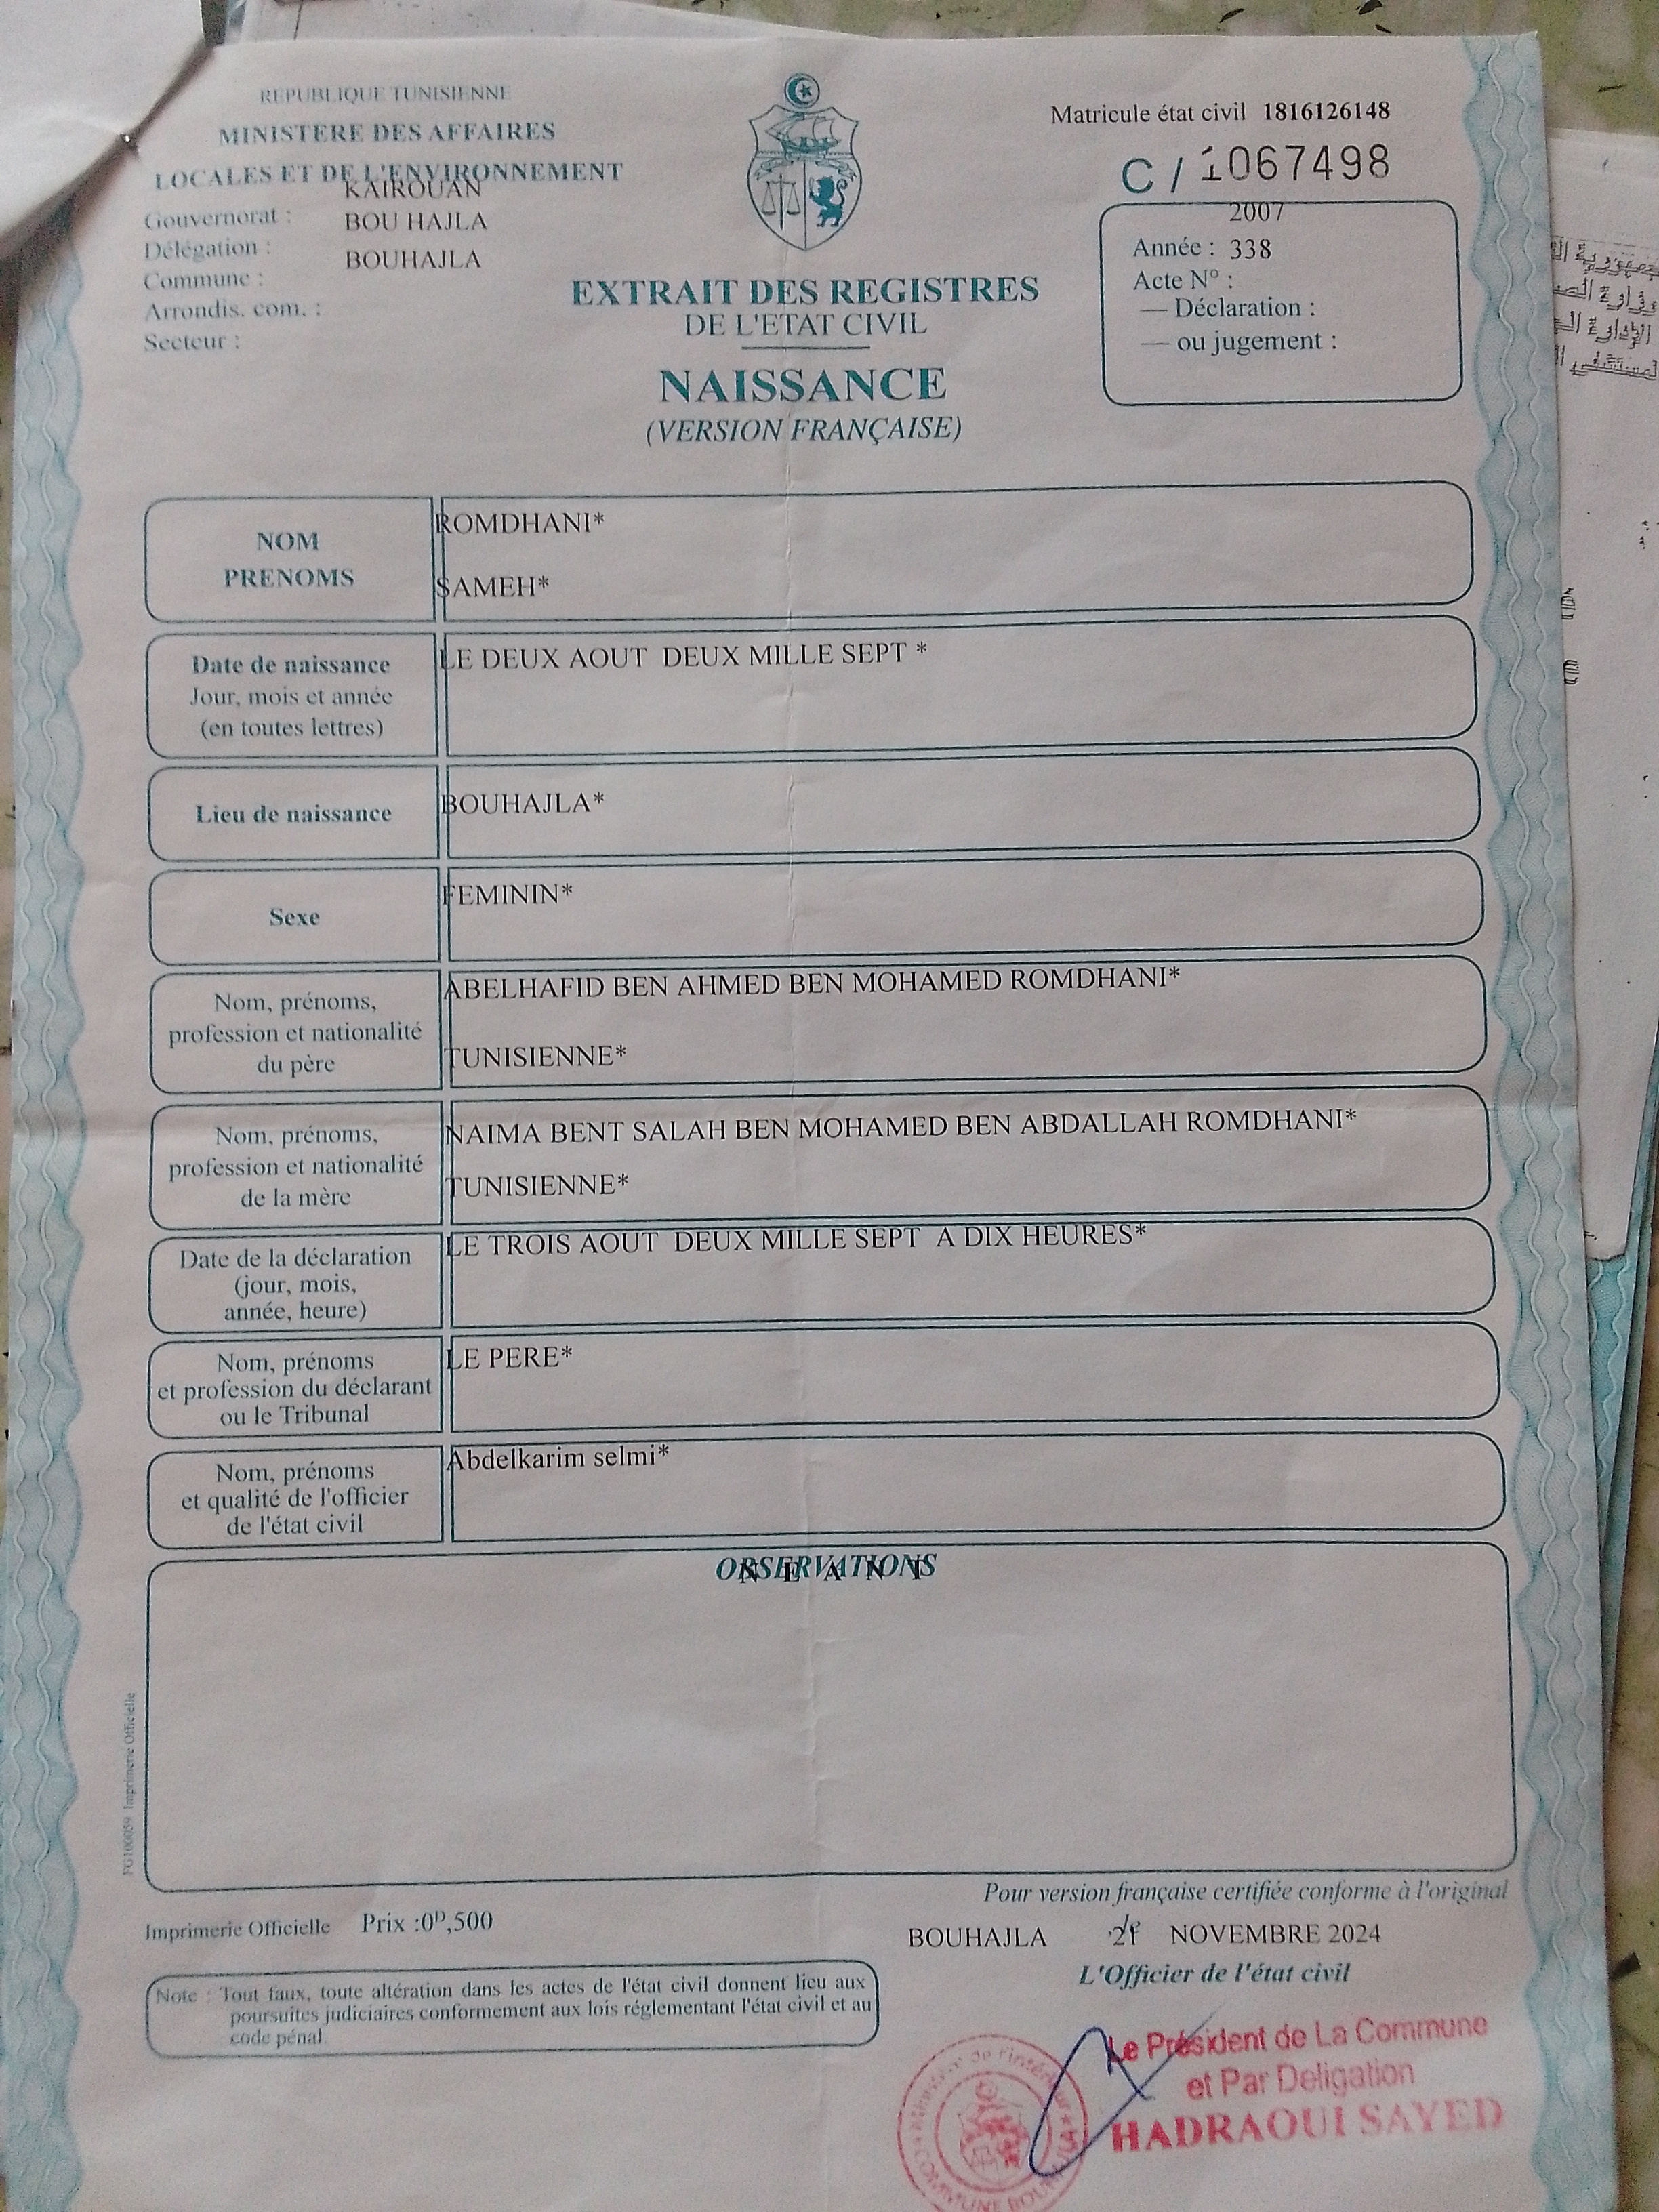 REPUBLIQUE TUNISIENNE
MINISTERE DES AFFAIRES
LOCALES ET DE L'ENVIRONNEMENT
Gouvernorat : KAIROUAN
Délégation : BOU HAJLA
Commune : BOUHAJLA
Arrondis. com. :
Secteur :
Matricule état civil 1816126148
C / 1067498
2007
Année : 338
Acte N° :
— Déclaration :
— ou jugement :
EXTRAIT DES REGISTRES
DE L'ETAT CIVIL
NAISSANCE
(VERSION FRANÇAISE)
NOM
PRENOMS
ROMDHANI*
SAMEH*
Date de naissance
Jour, mois et année
(en toutes lettres)
LE DEUX AOUT DEUX MILLE SEPT *
Lieu de naissance
BOUHAJLA*
Sexe
FEMININ*
Nom, prénoms,
profession et nationalité
du père
ABELHAFID BEN AHMED BEN MOHAMED ROMDHANI*
TUNISIENNE*
Nom, prénoms,
profession et nationalité
de la mère
NAIMA BENT SALAH BEN MOHAMED BEN ABDALLAH ROMDHANI*
TUNISIENNE*
Date de la déclaration
(jour, mois,
année, heure)
LE TROIS AOUT DEUX MILLE SEPT A DIX HEURES*
Nom, prénoms
et profession du déclarant
ou le Tribunal
LE PERE*
Nom, prénoms
et qualité de l'officier
de l'état civil
Abdelkarim selmi*
OBSERVATIONS
N E A N T
FG100059 Imprimerie Officielle
Pour version française certifiée conforme à l'original
Imprimerie Officielle Prix :0ᴰ,500
BOUHAJLA le 21 NOVEMBRE 2024
L'Officier de l'état civil
Note : Tout faux, toute altération dans les actes de l'état civil donnent lieu aux
poursuites judiciaires conformement aux lois réglementant l'état civil et au
code pénal.
Le Président de La Commune
et Par Deligation
HADRAOUI SAYED